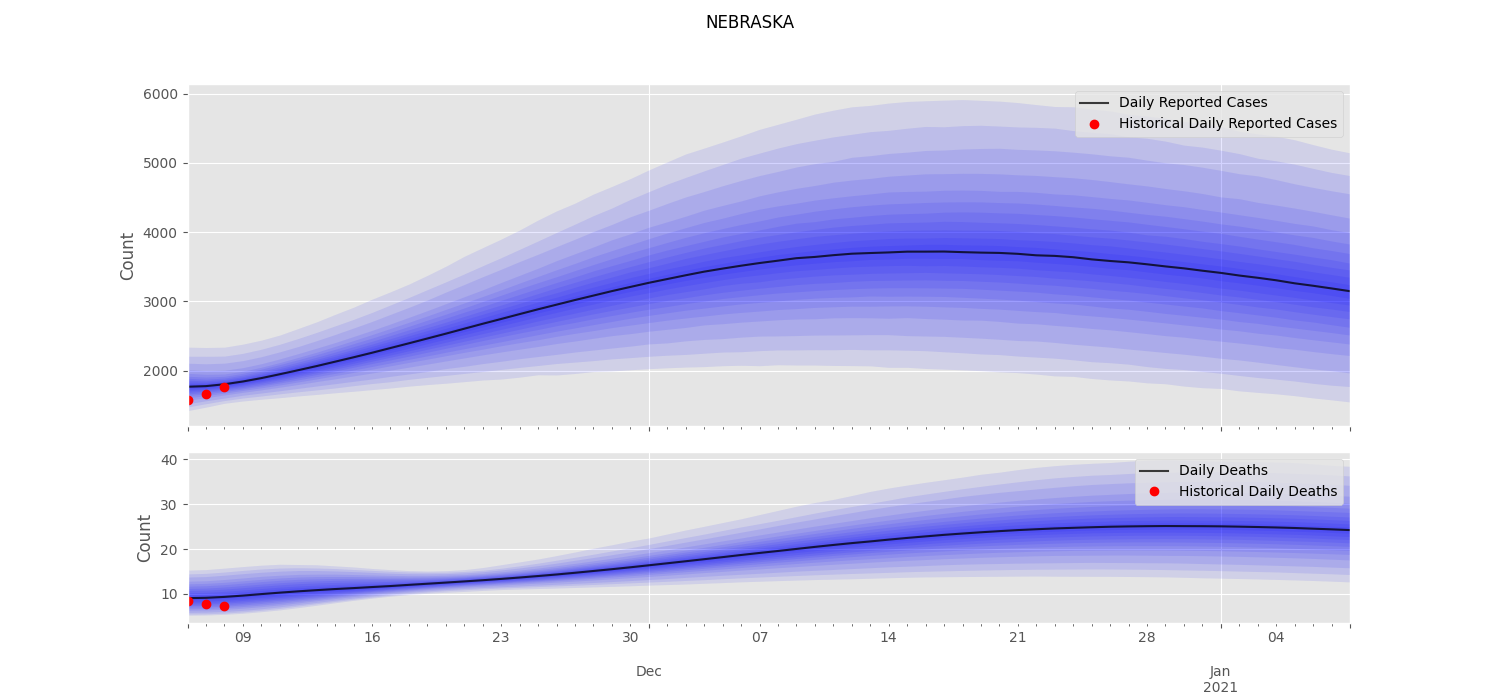 NEBRASKA
6000
5000
4000
3000
2000
Count
Daily Reported Cases
Historical Daily Reported Cases
40
30
20
10
Count
Daily Deaths
Historical Daily Deaths
09 16 23 30 07 14 21 28 04
Dec Jan
2021